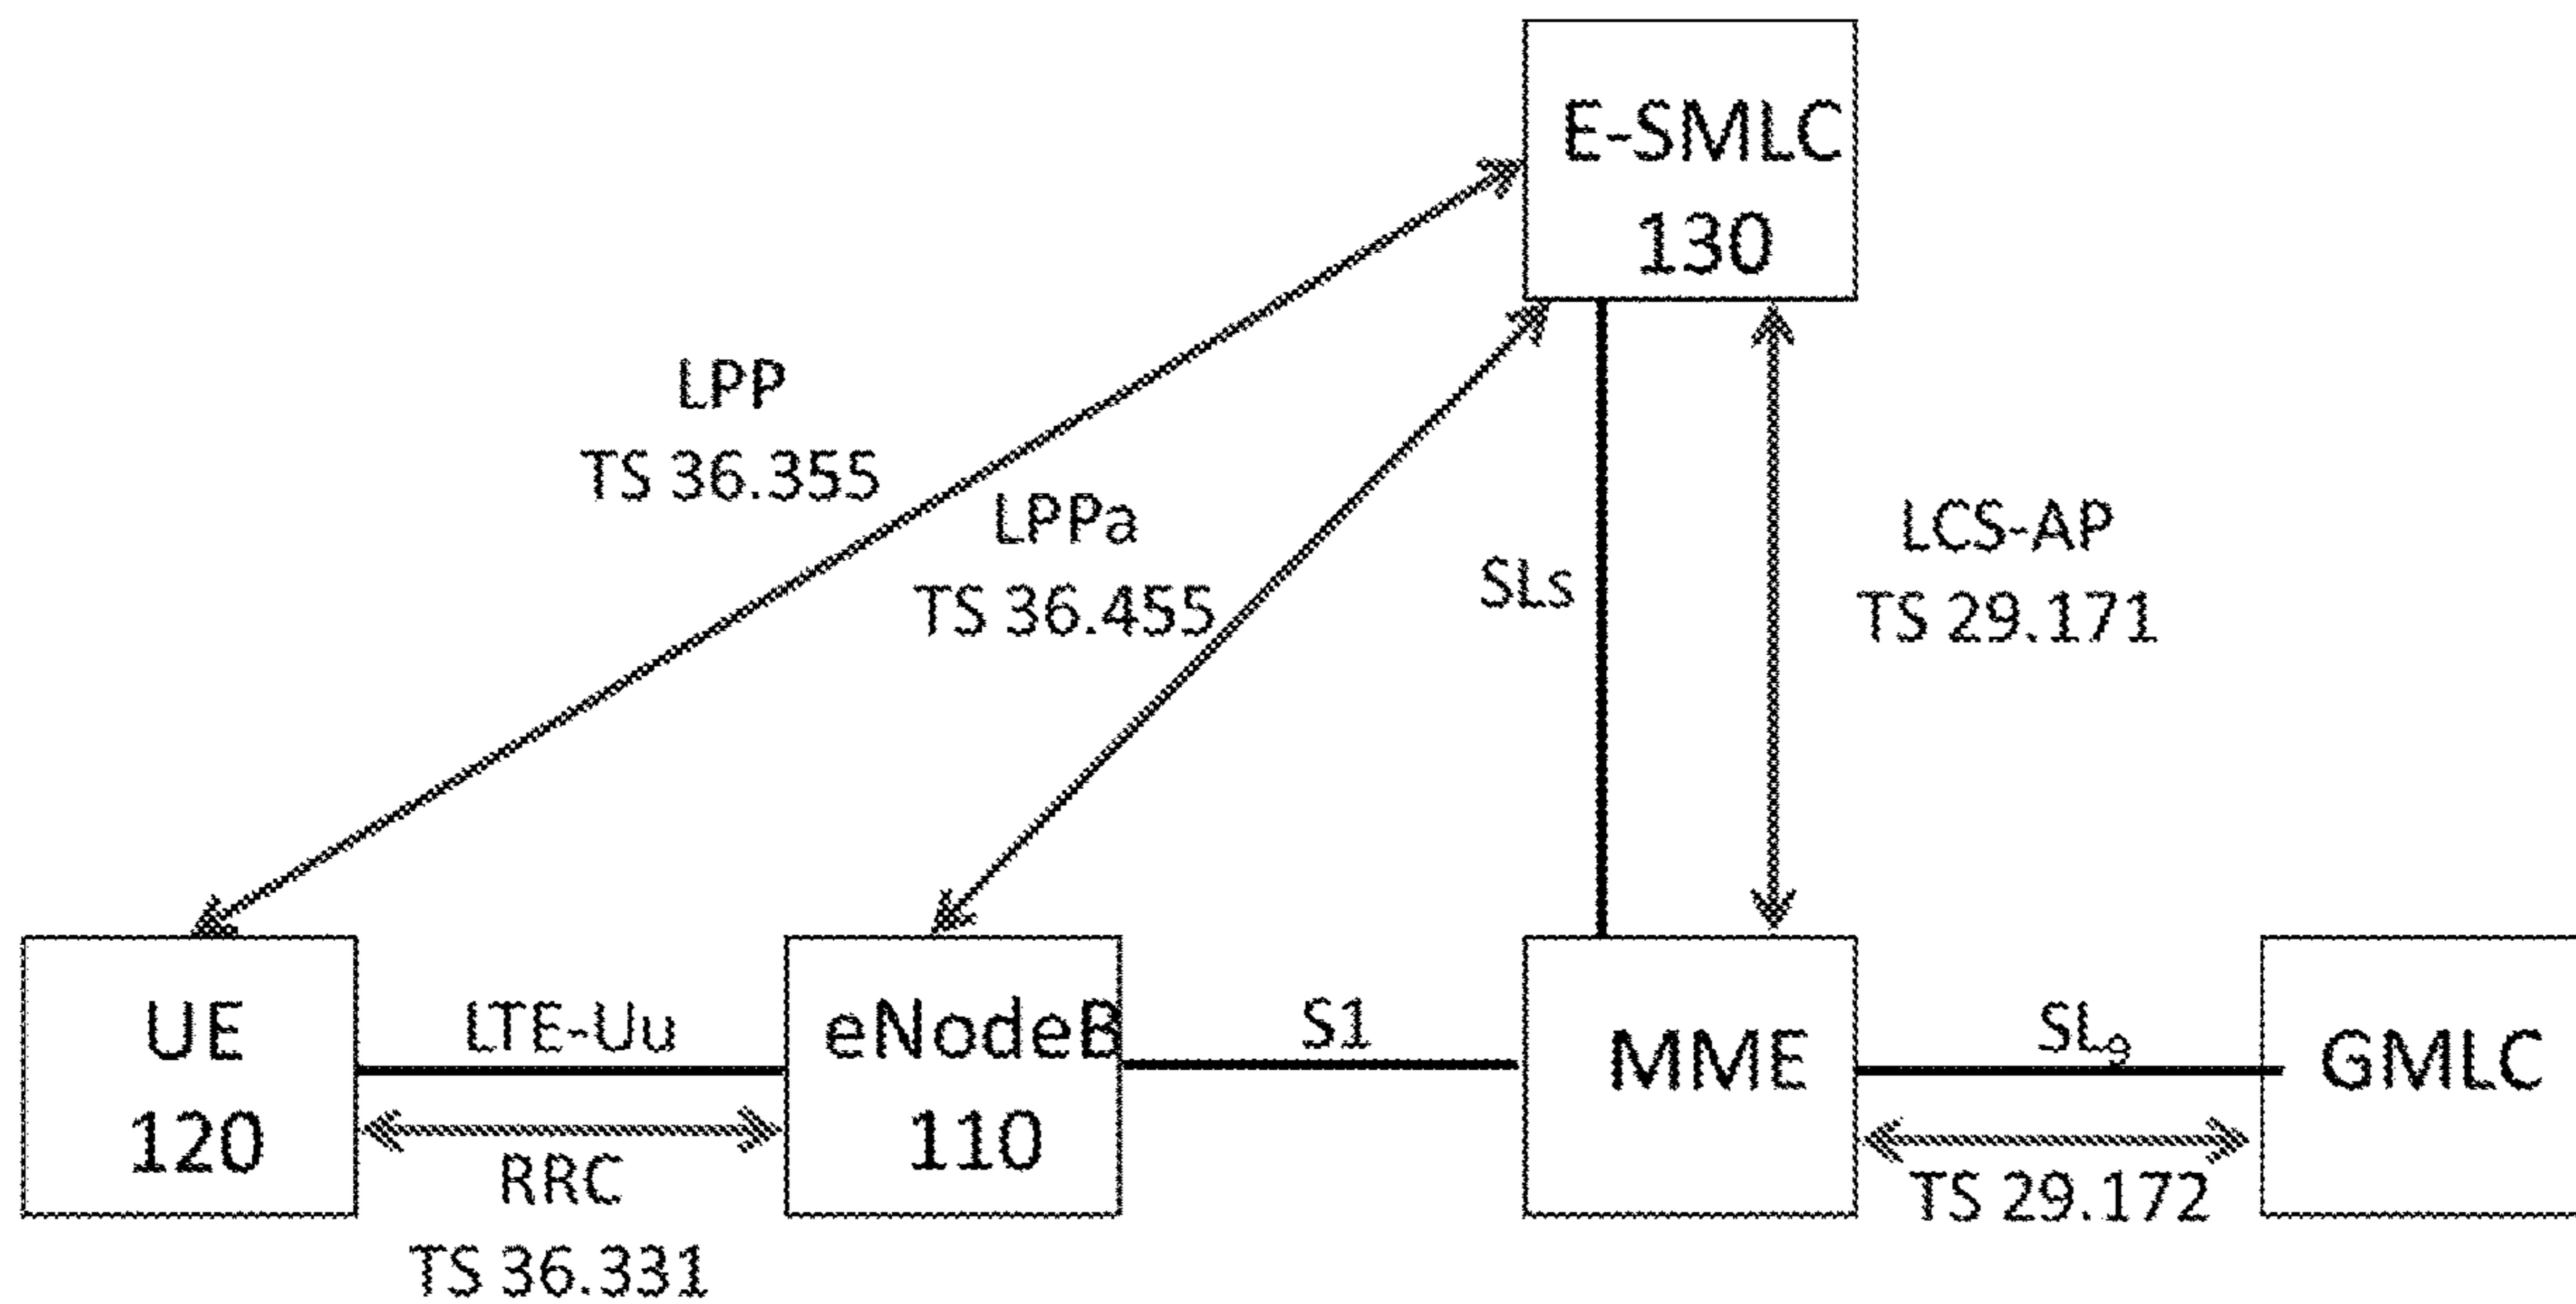 E-SMLC
130
LPP
TS 36.355
LPPa
TS 36.455
SLs
LCS-AP
TS 29.171
UE
120
LTE-Uu
RRC
TS 36.331
eNodeB
110
S1
MME
SLg
TS 29.172
GMLC